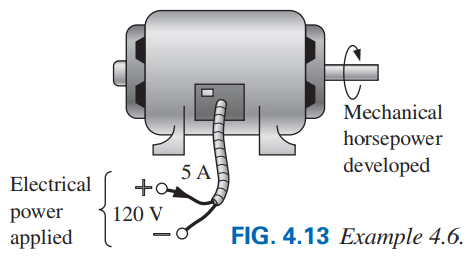 Mechanical
horsepower
developed
5 A
Electrical
power
applied
+
120 V
−
FIG. 4.13 Example 4.6.